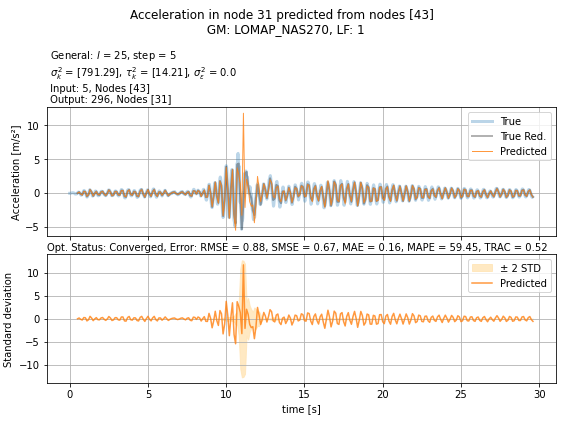 Acceleration in node 31 predicted from nodes [43]
GM: LOMAP_NAS270, LF: 1
General: l = 25, step = 5
σ²ₖ = [791.29], τ²ₖ = [14.21], σ²ε = 0.0
Input: 5, Nodes [43]
Output: 296, Nodes [31]
Acceleration [m/s²]
10
5
0
−5
True
True Red.
Predicted
Opt. Status: Converged, Error: RMSE = 0.88, SMSE = 0.67, MAE = 0.16, MAPE = 59.45, TRAC = 0.52
Standard deviation
10
5
0
−5
−10
± 2 STD
Predicted
0 5 10 15 20 25 30
time [s]